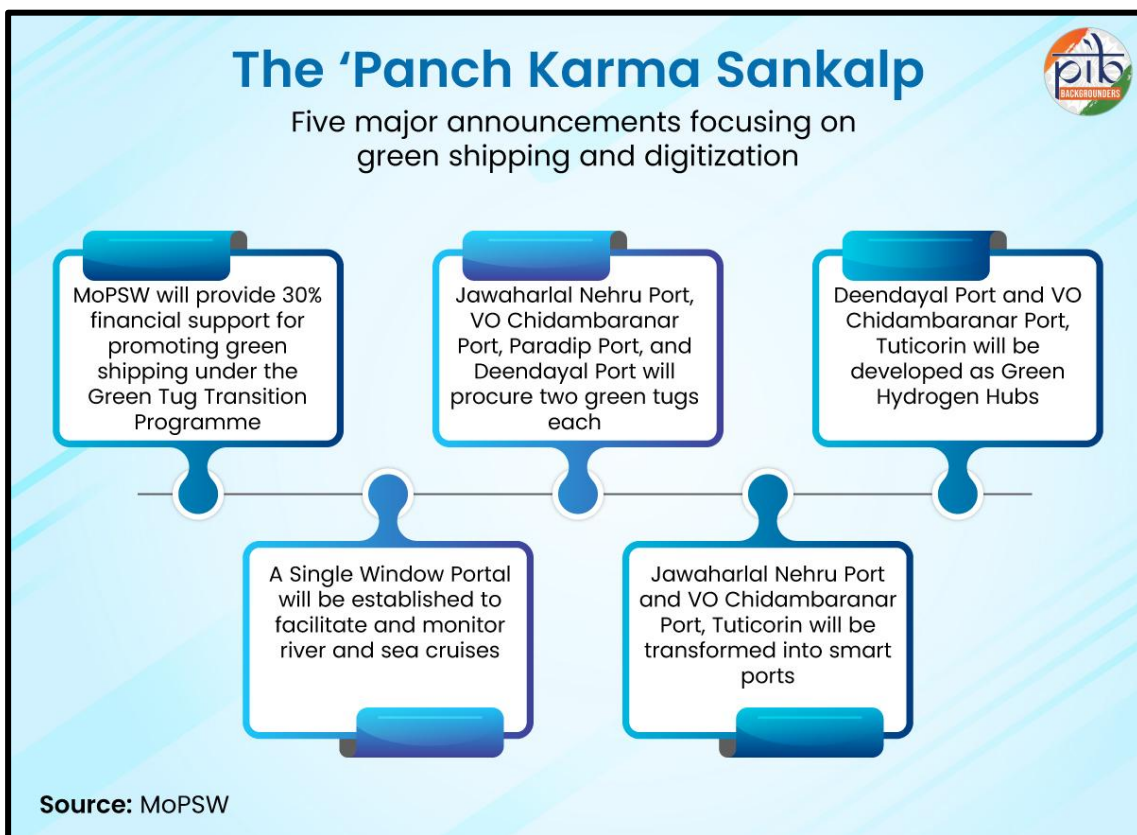 The ‘Panch Karma Sankalp
Five major announcements focusing on
green shipping and digitization
pib
BACKGROUNDERS
MoPSW will provide 30%
financial support for
promoting green
shipping under the
Green Tug Transition
Programme
Jawaharlal Nehru Port,
VO Chidambaranar
Port, Paradip Port, and
Deendayal Port will
procure two green tugs
each
Deendayal Port and VO
Chidambaranar Port,
Tuticorin will be
developed as Green
Hydrogen Hubs
A Single Window Portal
will be established to
facilitate and monitor
river and sea cruises
Jawaharlal Nehru Port
and VO Chidambaranar
Port, Tuticorin will be
transformed into smart
ports
Source: MoPSW